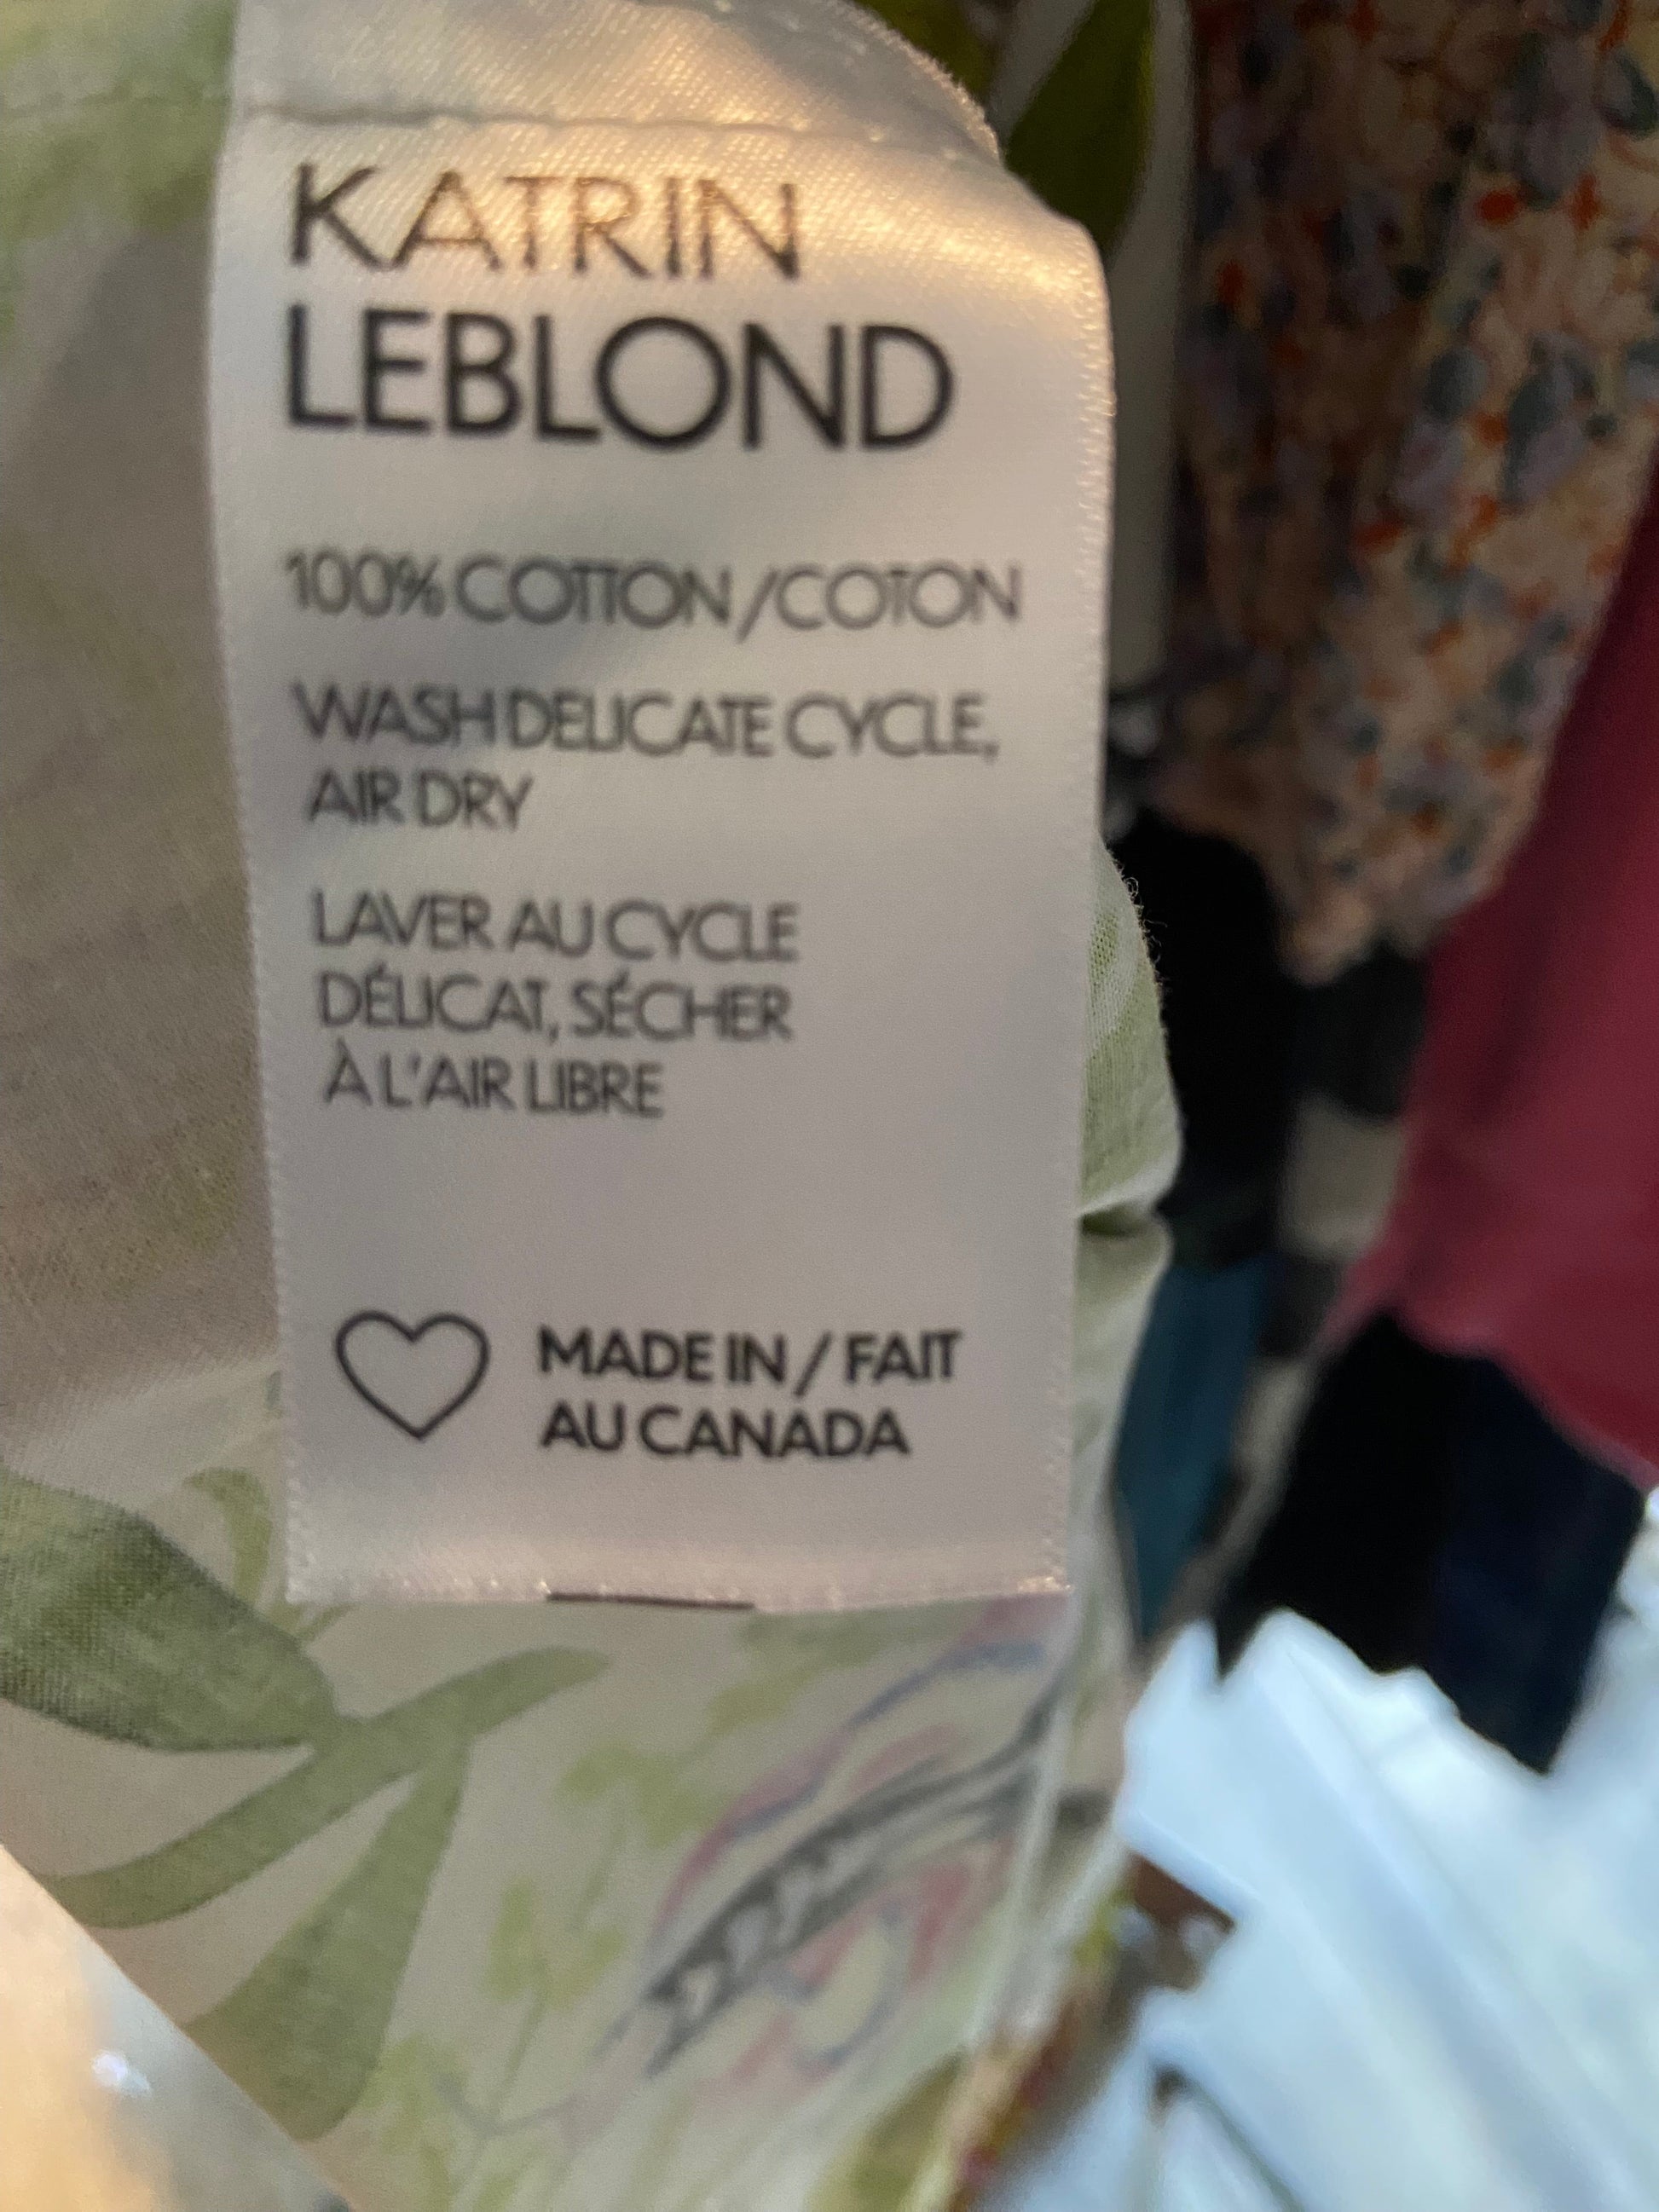 KATRIN
LEBLOND
100% COTTON / COTON
WASH DELICATE CYCLE,
AIR DRY
LAVER AU CYCLE
DÉLICAT, SÉCHER
À L'AIR LIBRE
MADE IN / FAIT
AU CANADA